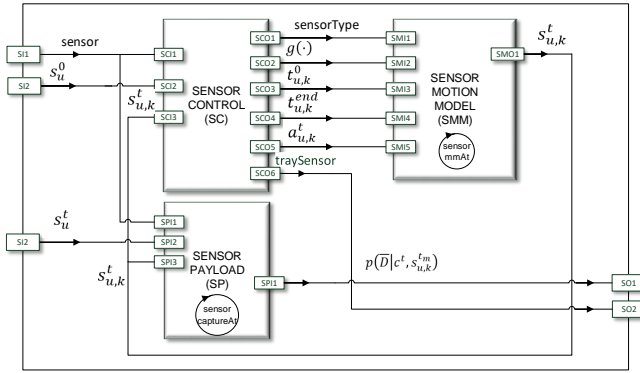 sensorType
SI1
sensor
SCI1
SCO1
SMI1
SMO1
s_{u,k}^t
g(·)
SI2
s_u^0
SCI2
SENSOR CONTROL (SC)
SCO2
t_{u,k}^0
SMI2
SENSOR MOTION MODEL (SMM)
s_{u,k}^t
SCI3
SCO3
t_{u,k}^{end}
SMI3
SCO4
a_{u,k}^t
SMI4
SCO5
SMI5
sensor mmAt
SCO6
traySensor
SPI1
s_u^t
SI2
SPI2
SENSOR PAYLOAD (SP)
SPI3
s_{u,k}^t
SPI1
p(D̅|c^t, s_{u,k}^{t_m})
SO1
sensor captureAt
SO2